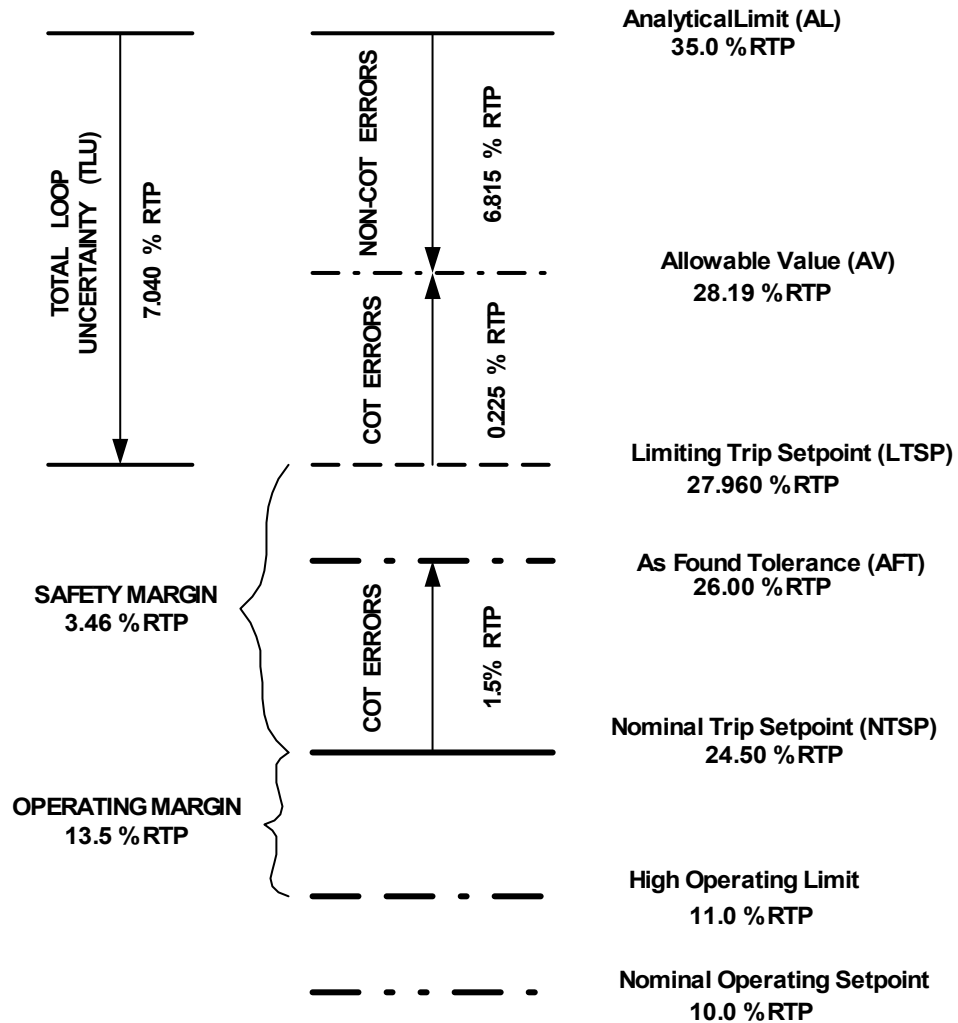 AnalyticalLimit (AL)
35.0 %RTP
TOTAL LOOP
UNCERTAINTY (TLU)
7.040 % RTP
NON-COT ERRORS
6.815 % RTP
Allowable Value (AV)
28.19 %RTP
COT ERRORS
0.225 % RTP
Limiting Trip Setpoint (LTSP)
27.960 %RTP
As Found Tolerance (AFT)
26.00 %RTP
SAFETY MARGIN
3.46 %RTP
COT ERRORS
1.5% RTP
Nominal Trip Setpoint (NTSP)
24.50 %RTP
OPERATING MARGIN
13.5 %RTP
High Operating Limit
11.0 %RTP
Nominal Operating Setpoint
10.0 %RTP